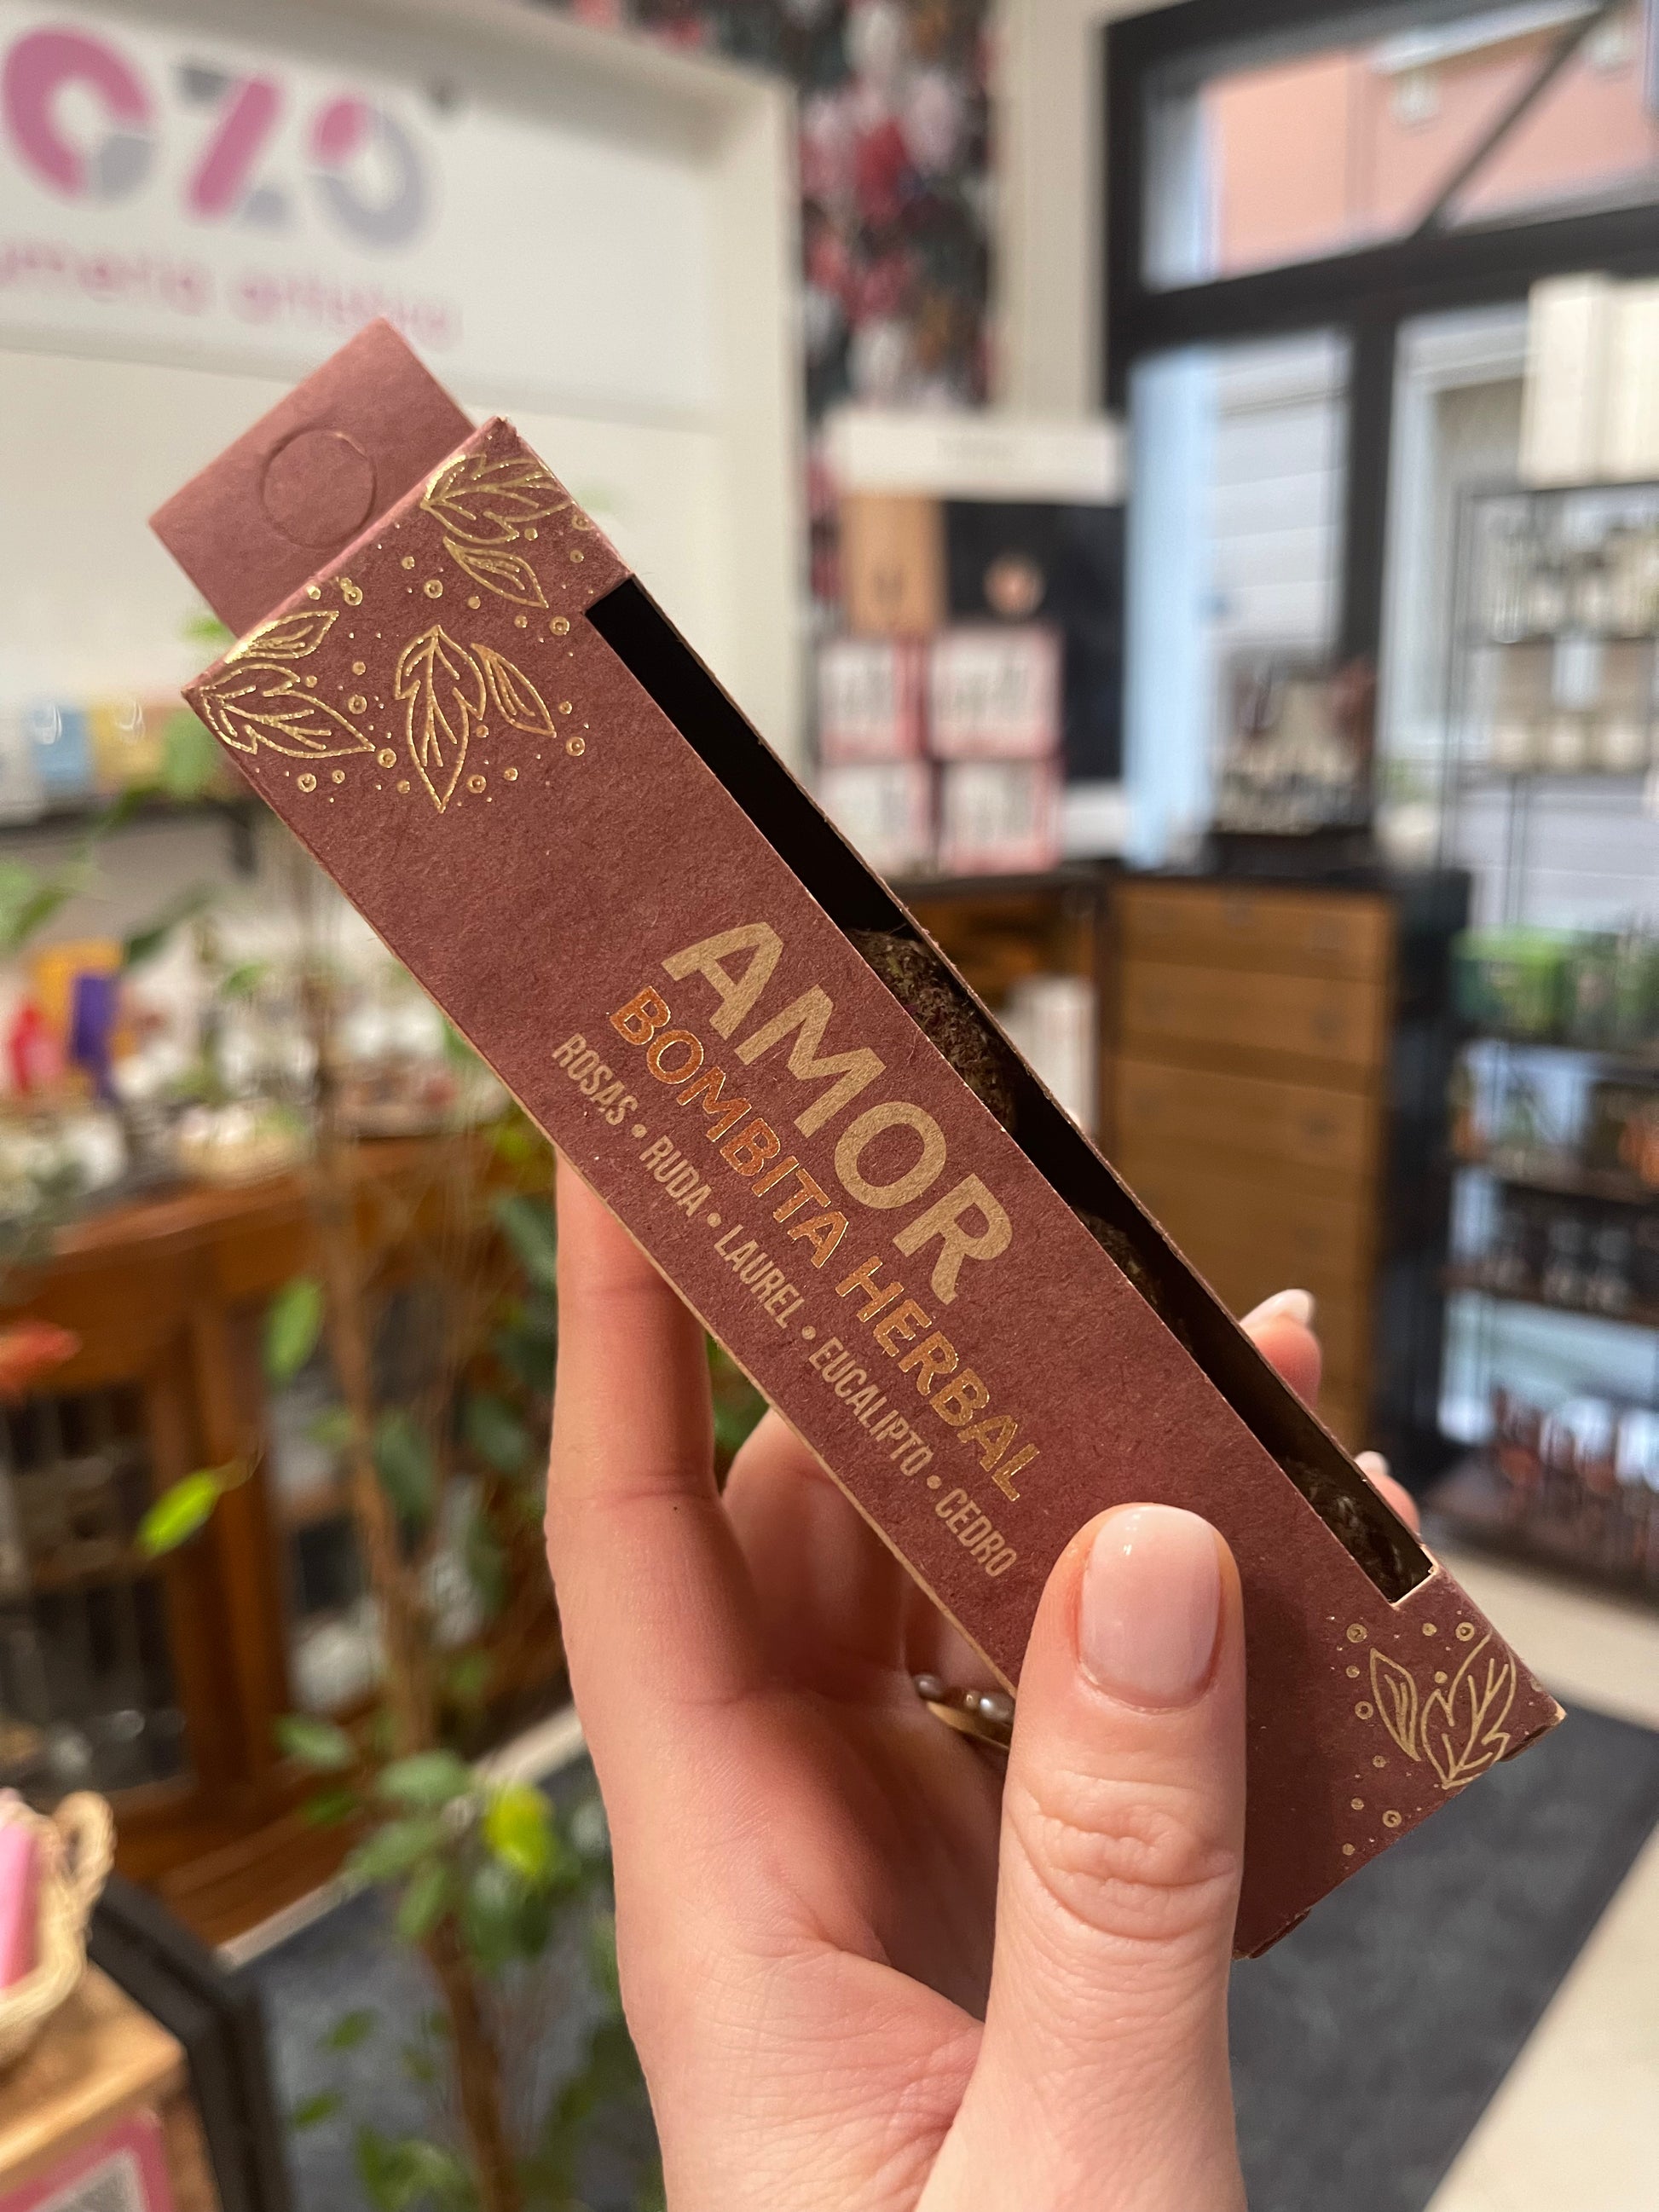 AMOR
BOMBITA HERBAL
ROSAS • RUDA • LAUREL • EUCALIPTO • CEDRO